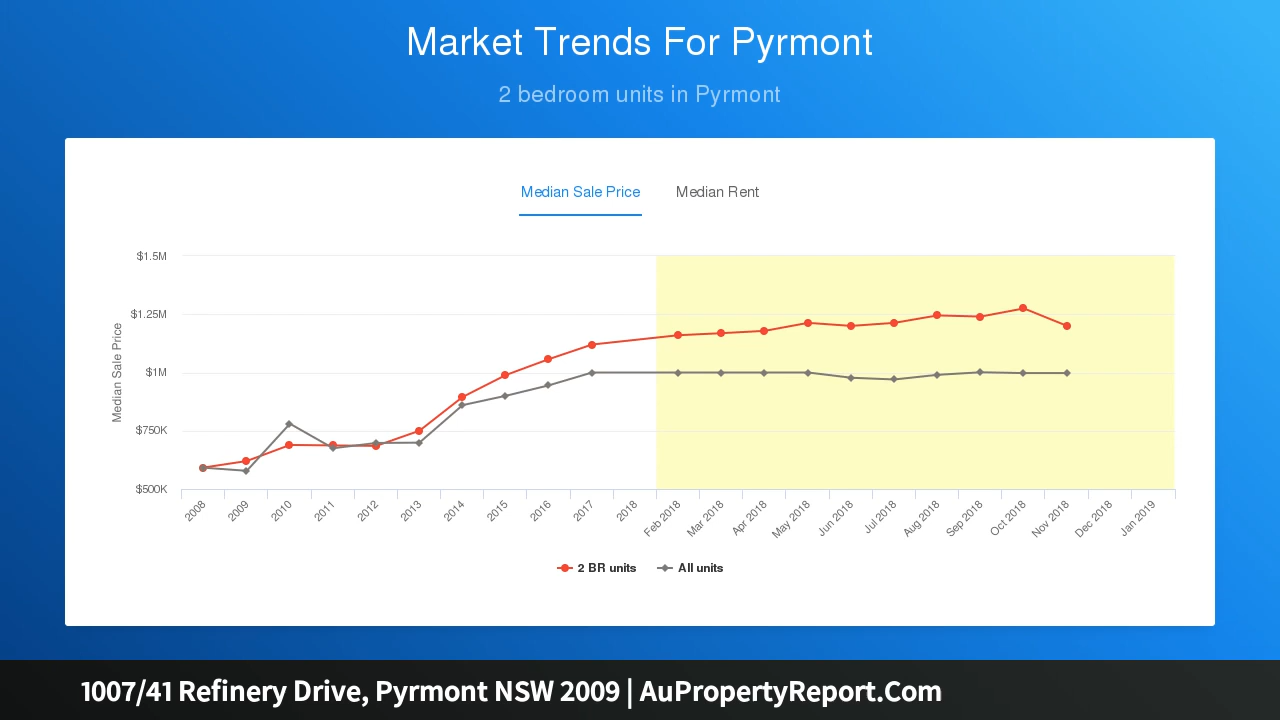 Market Trends For Pyrmont
2 bedroom units in Pyrmont
Median Sale Price Median Rent
$1.5M
$1.25M
$1M
$750K
$500K
Median Sale Price
2008 2009 2010 2011 2012 2013 2014 2015 2016 2017 2018 Feb 2018 Mar 2018 Apr 2018 May 2018 Jun 2018 Jul 2018 Aug 2018 Sep 2018 Oct 2018 Nov 2018 Dec 2018 Jan 2019
2 BR units All units
1007/41 Refinery Drive, Pyrmont NSW 2009 | AuPropertyReport.Com